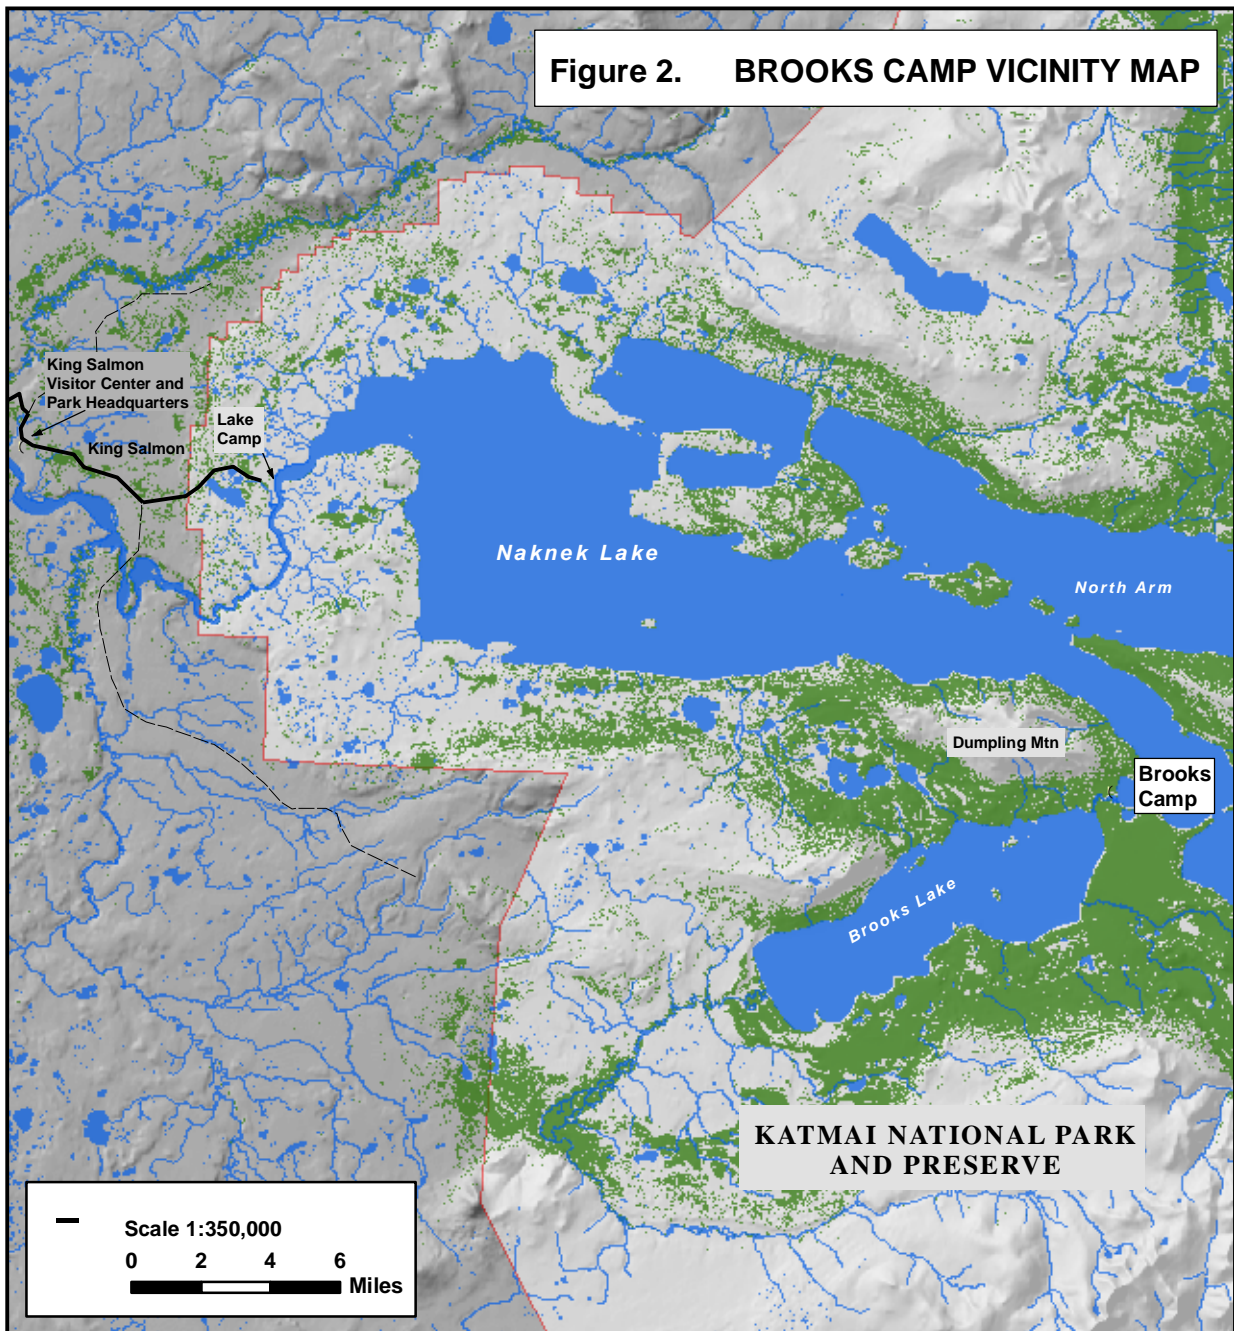 Figure 2. BROOKS CAMP VICINITY MAP
King Salmon
Visitor Center and
Park Headquarters
Lake
Camp
King Salmon
Naknek Lake
North Arm
Dumpling Mtn
Brooks
Camp
Brooks Lake
KATMAI NATIONAL PARK
AND PRESERVE
Scale 1:350,000
0 2 4 6
Miles